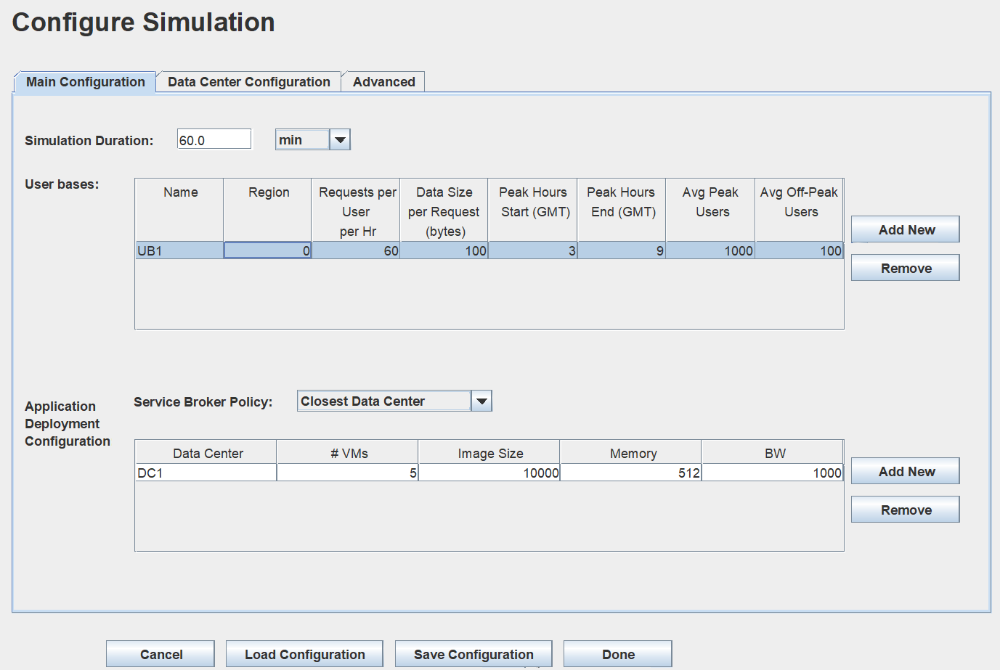 Configure Simulation
Main Configuration Data Center Configuration Advanced
Simulation Duration: 60.0 min
User bases:
Name Region Requests per User per Hr Data Size per Request (bytes) Peak Hours Start (GMT) Peak Hours End (GMT) Avg Peak Users Avg Off-Peak Users
UB1 0 60 100 3 9 1000 100
Add New
Remove
Application
Deployment
Configuration
Service Broker Policy: Closest Data Center
Data Center # VMs Image Size Memory BW
DC1 5 10000 512 1000
Add New
Remove
Cancel Load Configuration Save Configuration Done